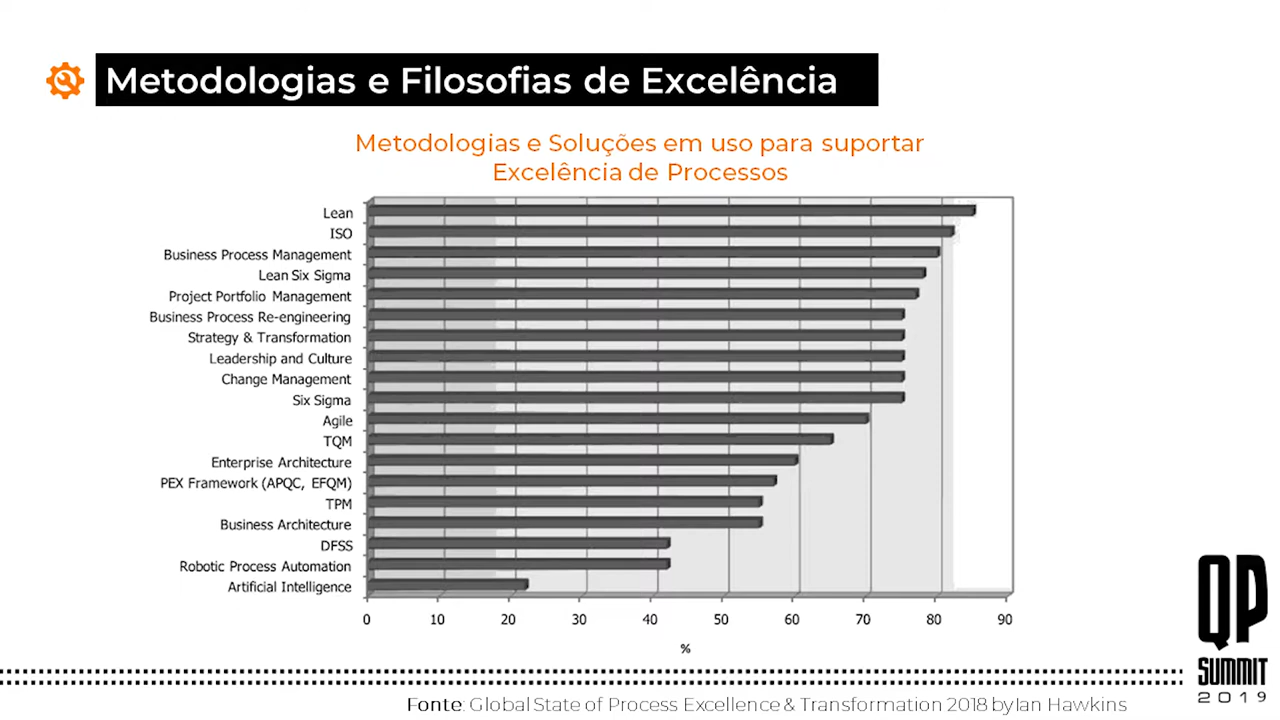 Metodologias e Filosofias de Excelência
Metodologias e Soluções em uso para suportar
Excelência de Processos
Lean
ISO
Business Process Management
Lean Six Sigma
Project Portfolio Management
Business Process Re-engineering
Strategy & Transformation
Leadership and Culture
Change Management
Six Sigma
Agile
TQM
Enterprise Architecture
PEX Framework (APQC, EFQM)
TPM
Business Architecture
DFSS
Robotic Process Automation
Artificial Intelligence
0 10 20 30 40 50 60 70 80 90
%
QP
SUMMIT
2019
Fonte: Global State of Process Excellence & Transformation 2018 by Ian Hawkins